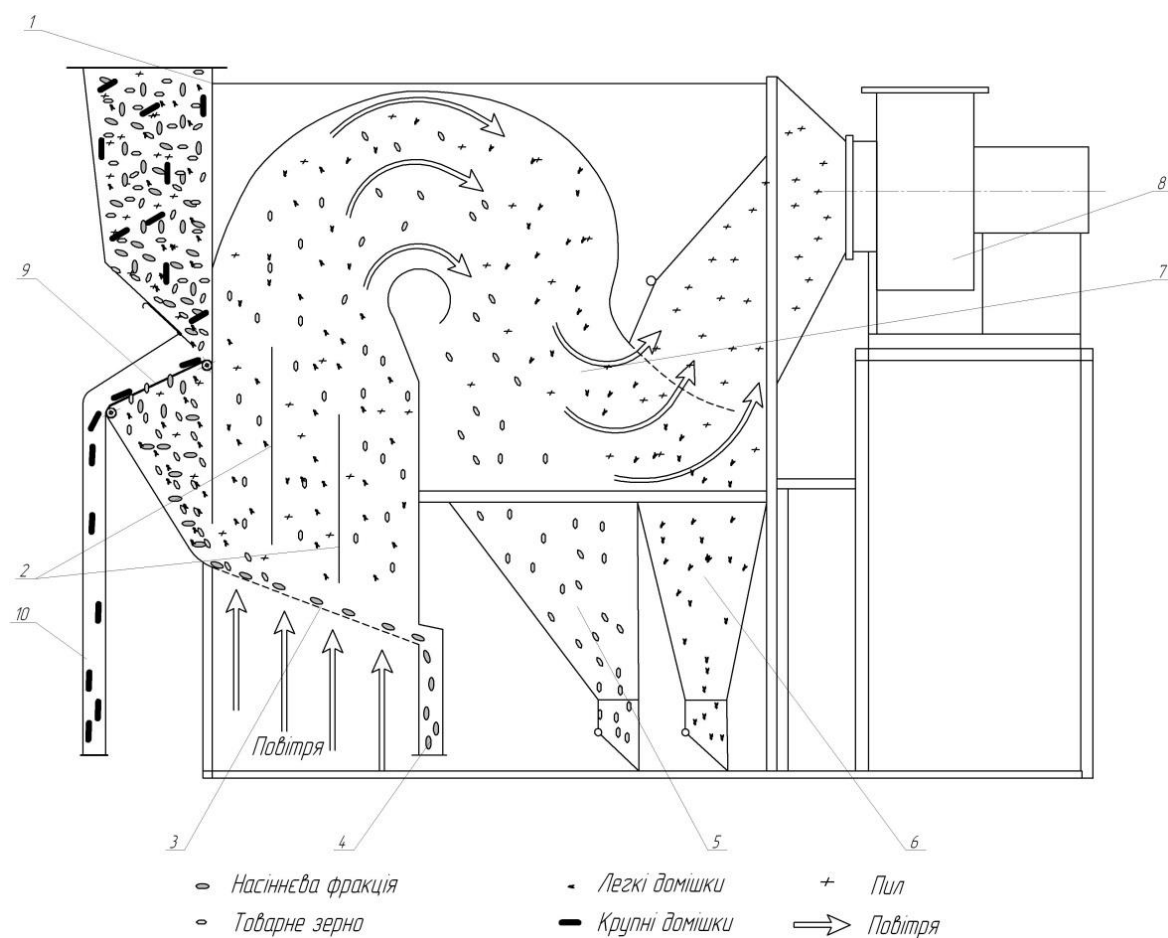 1
9
8
7
2
10
Повітря
3
4
5
6
Насіннєва фракція
Легкі домішки
Пил
Товарне зерно
Крупні домішки
Повітря